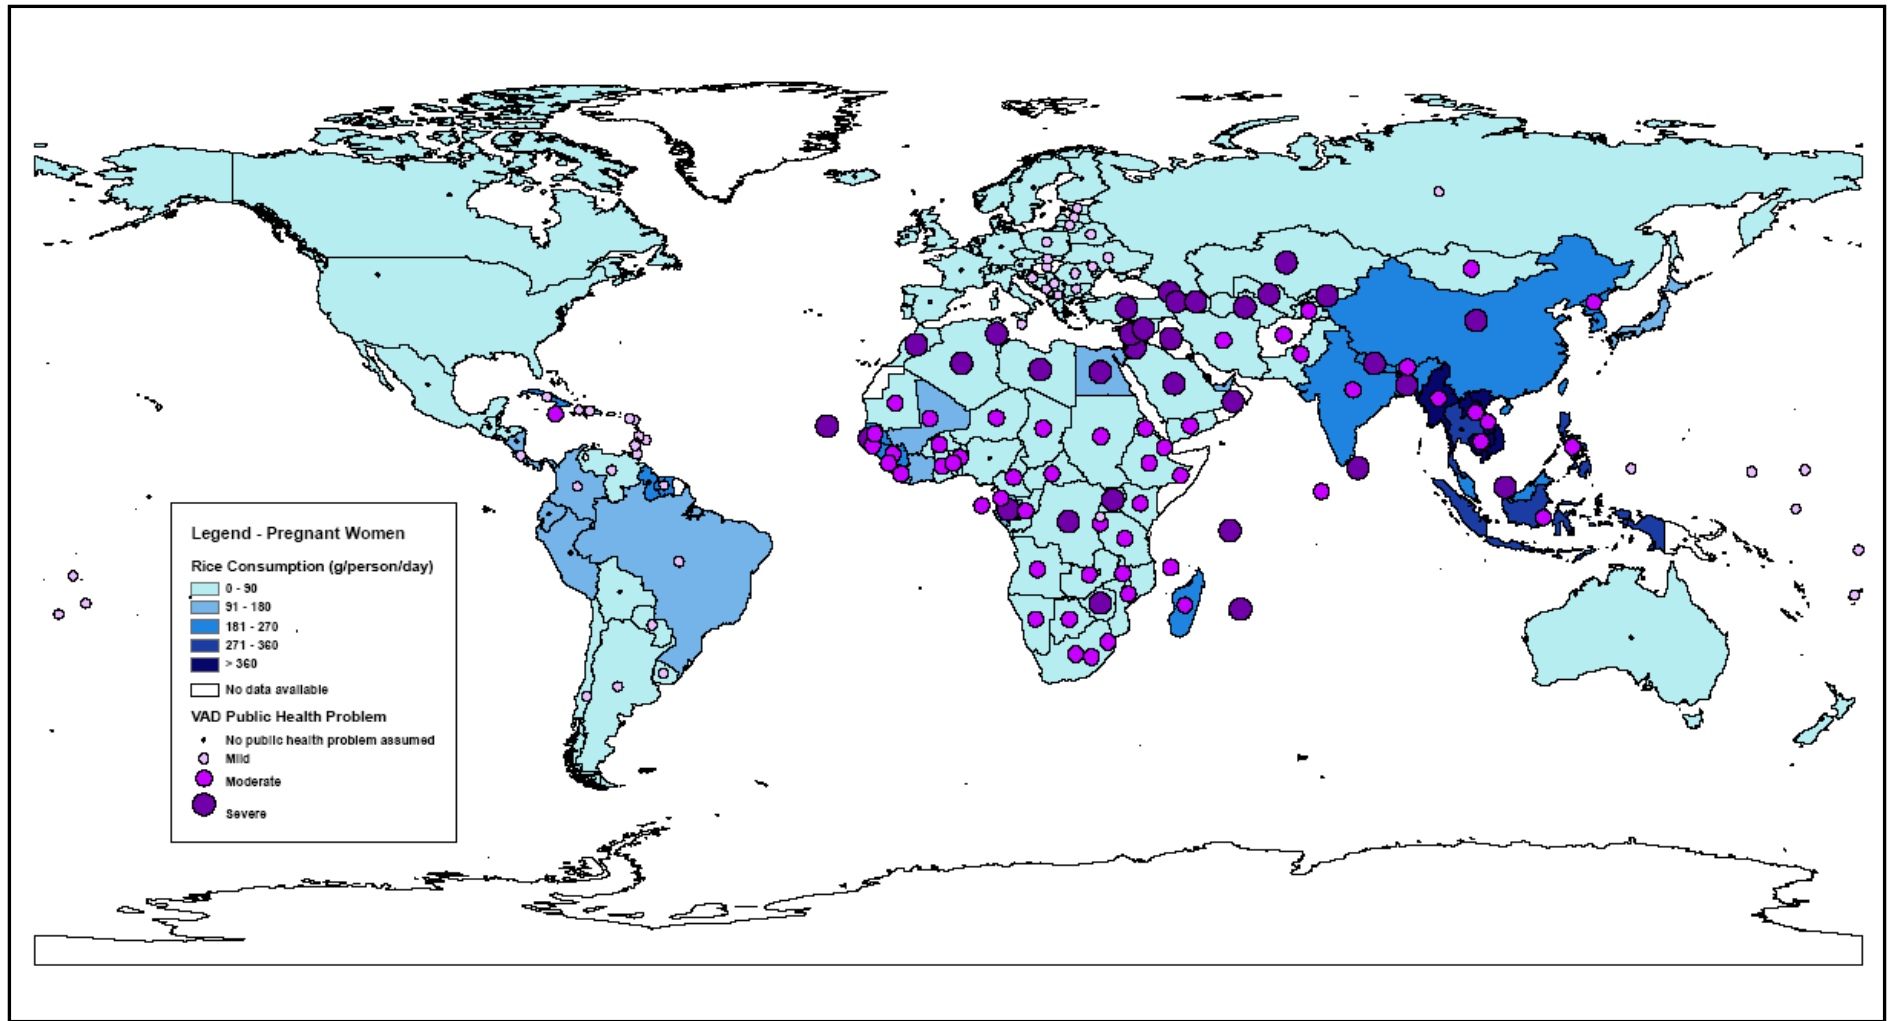 Legend - Pregnant Women
Rice Consumption (g/person/day)
0 - 90
91 - 180
181 - 270
271 - 360
> 360
No data available
VAD Public Health Problem
No public health problem assumed
Mild
Moderate
Severe